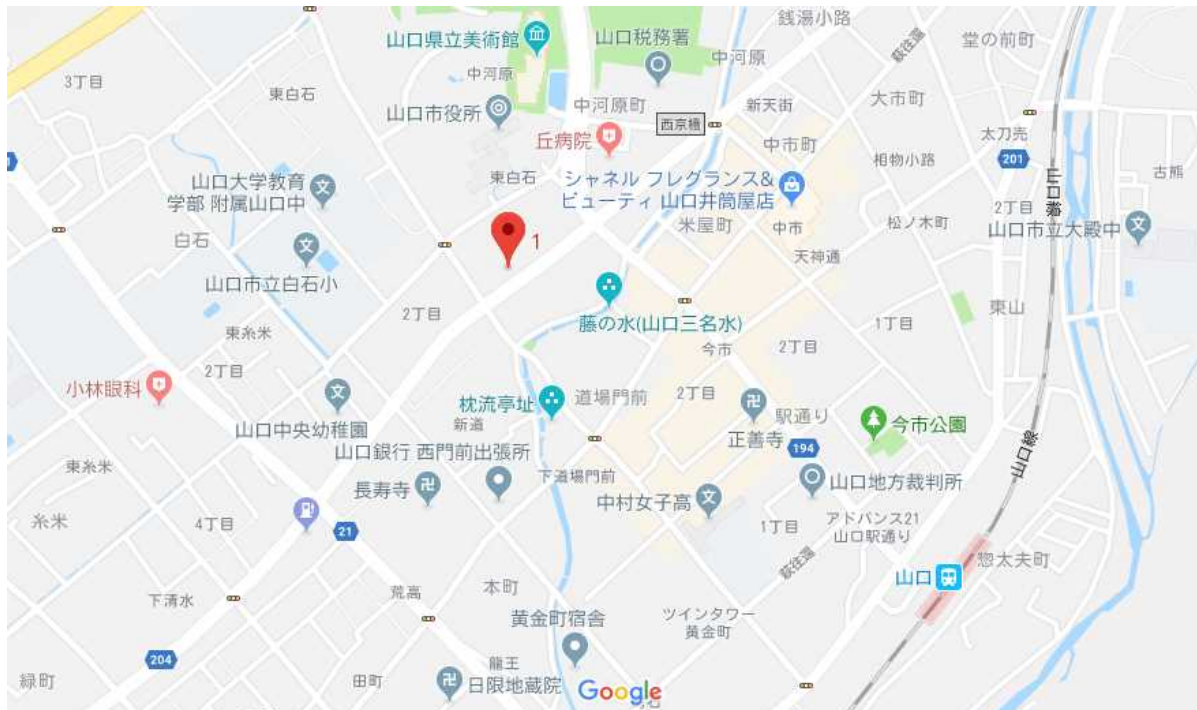 銭湯小路
山口県立美術館
山口税務署
萩往還
堂の前町
中河原
中河原
3丁目
東白石
中河原町
新天街
大市町
山口市役所
西京橋
太刀売
丘病院
中市町
相物小路
201
山口線
古熊
山口大学教育
学部 附属山口中
東白石
シャネル フレグランス&
ビューティ 山口井筒屋店
米屋町
中市
松ノ木町
2丁目
山口市立大殿中
白石
1
天神通
山口市立白石小
東山
2丁目
藤の水(山口三名水)
1丁目
東糸米
今市
2丁目
2丁目
小林眼科
枕流亭址
道場門前
2丁目
駅通り
今市公園
山口中央幼稚園
新道
正善寺
194
山口線
山口銀行 西門前出張所
東糸米
下道場門前
長寿寺
中村女子高
山口地方裁判所
糸米
4丁目
21
1丁目
アドバンス21
山口駅通り
萩往還
惣太夫町
山口
本町
荒高
下清水
黄金町宿舎
ツインタワー
黄金町
204
緑町
田町
龍王
日限地蔵院
Google